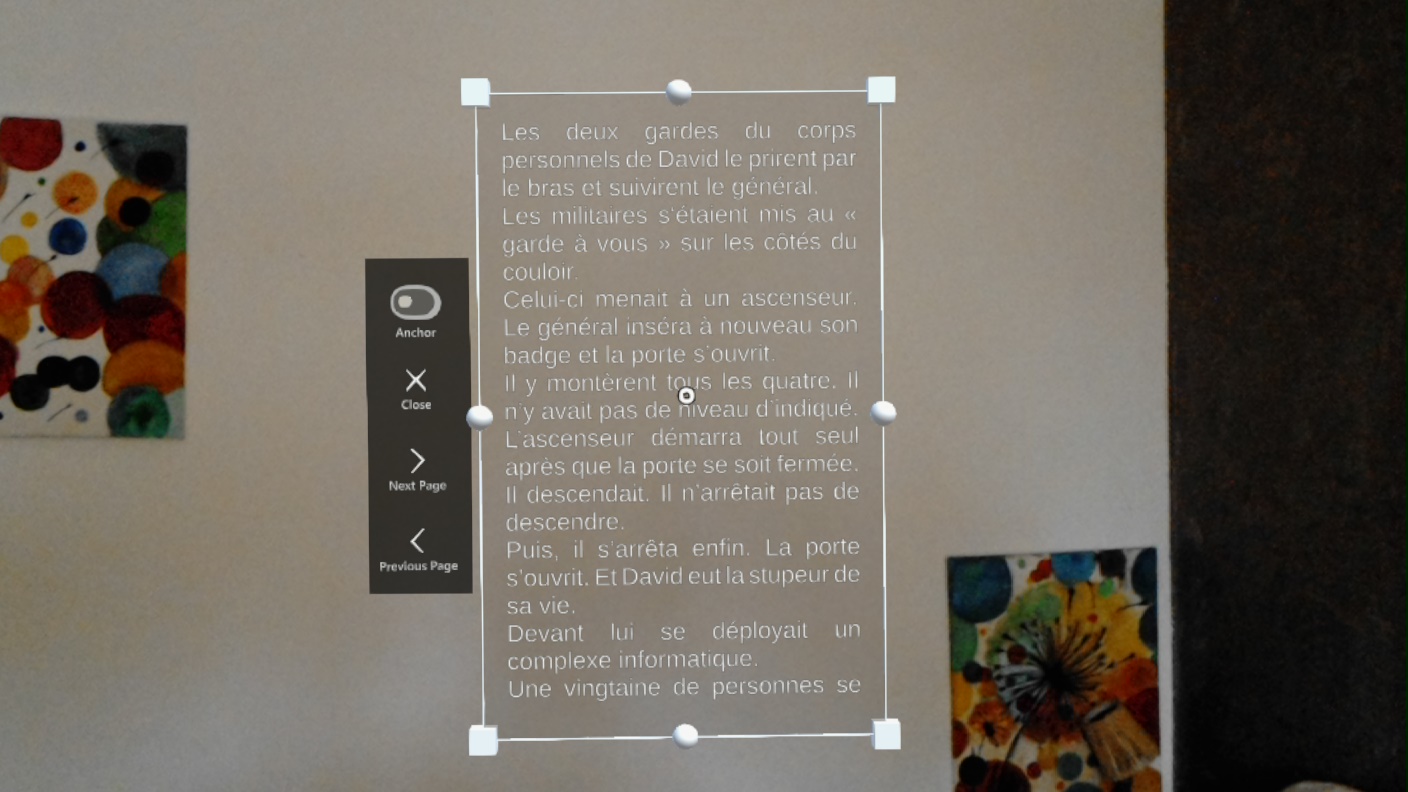 Les deux gardes du corps
personnels de David le prirent par
le bras et suivirent le général.
Les militaires s'étaient mis au «
garde à vous » sur les côtés du
couloir.
Celui-ci menait à un ascenseur.
Le général inséra à nouveau son
badge et la porte s'ouvrit.
Il y montèrent tous les quatre. Il
n'y avait pas de niveau d'indiqué.
L'ascenseur démarra tout seul
après que la porte se soit fermée.
Il descendait. Il n'arrêtait pas de
descendre.
Puis, il s'arrêta enfin. La porte
s'ouvrit. Et David eut la stupeur de
sa vie.
Devant lui se déployait un
complexe informatique.
Une vingtaine de personnes se
Anchor
Close
Next Page
Previous Page